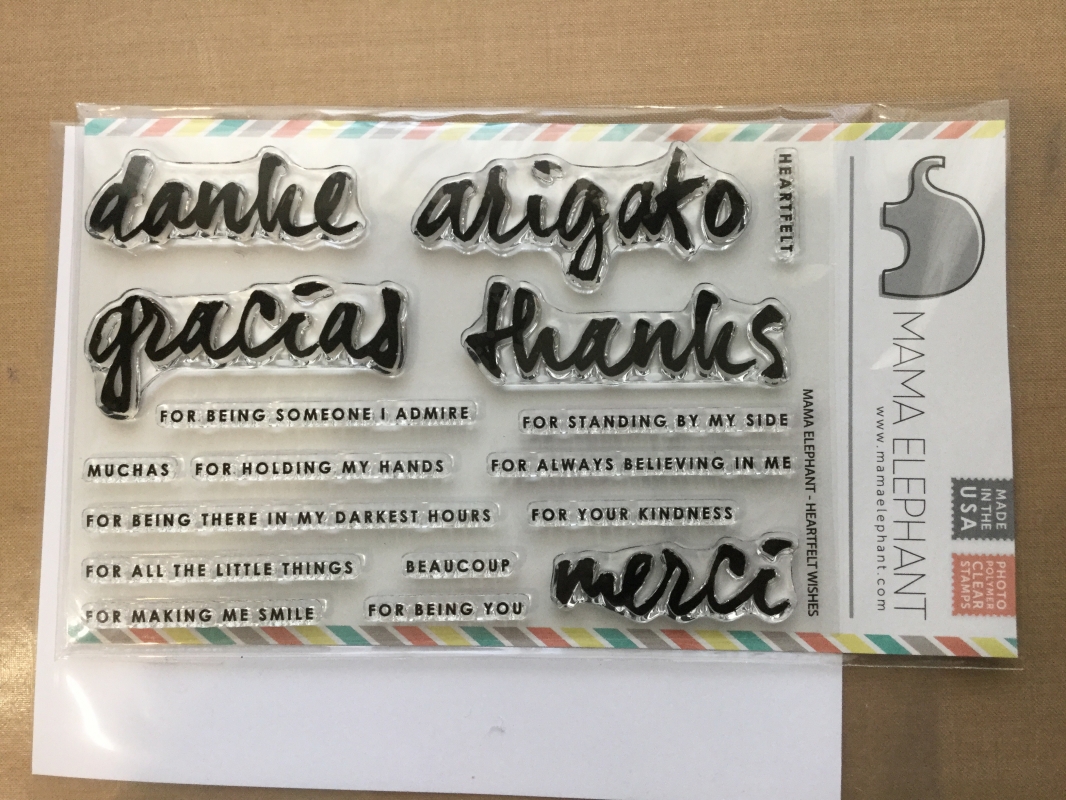 danke
arigato
HEARTFELT
gracias
thanks
FOR BEING SOMEONE I ADMIRE
FOR STANDING BY MY SIDE
MUCHAS
FOR HOLDING MY HANDS
FOR ALWAYS BELIEVING IN ME
FOR BEING THERE IN MY DARKEST HOURS
FOR YOUR KINDNESS
FOR ALL THE LITTLE THINGS
BEAUCOUP
merci
FOR MAKING ME SMILE
FOR BEING YOU
MAMA ELEPHANT - HEARTFELT WISHES
MAMA ELEPHANT
www.mamaelephant.com
MADE
IN THE
USA
PHOTO
POLYMER
CLEAR
STAMPS